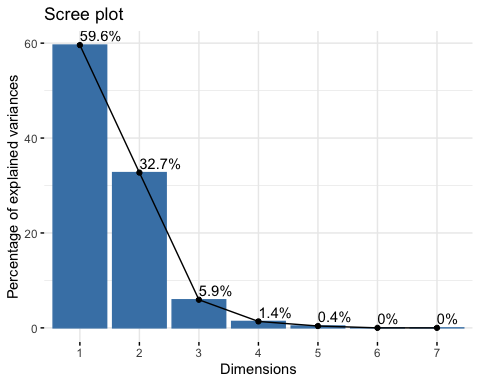 Scree plot
Percentage of explained variances
60
40
20
0
59.6%
32.7%
5.9%
1.4%
0.4%
0%
0%
1 2 3 4 5 6 7
Dimensions